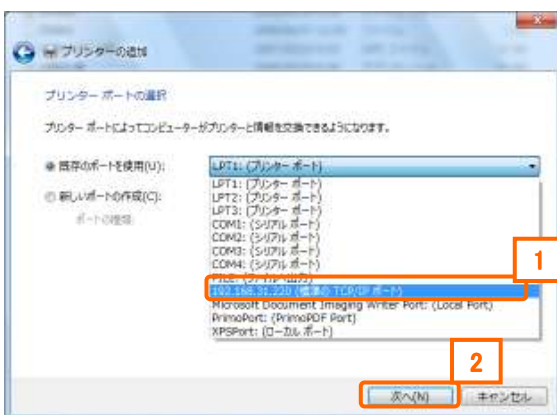 プリンターの追加
プリンター ポートの選択
プリンター ポートによってコンピューターがプリンターと情報を交換できるようになります。
既存のポートを使用(U):
LPT1: (プリンター ポート)
LPT1: (プリンター ポート)
LPT2: (プリンター ポート)
LPT3: (プリンター ポート)
COM1: (シリアル ポート)
COM2: (シリアル ポート)
COM3: (シリアル ポート)
COM4: (シリアル ポート)
192.168.31.220 (標準の TCP/IP ポート)
Microsoft Document Imaging Writer Port: (Local Port)
PrimoPort: (PrimoPDF Port)
XPSPort: (ローカル ポート)
新しいポートの作成(C):
ポートの種類:
1
2
次へ(N)
キャンセル